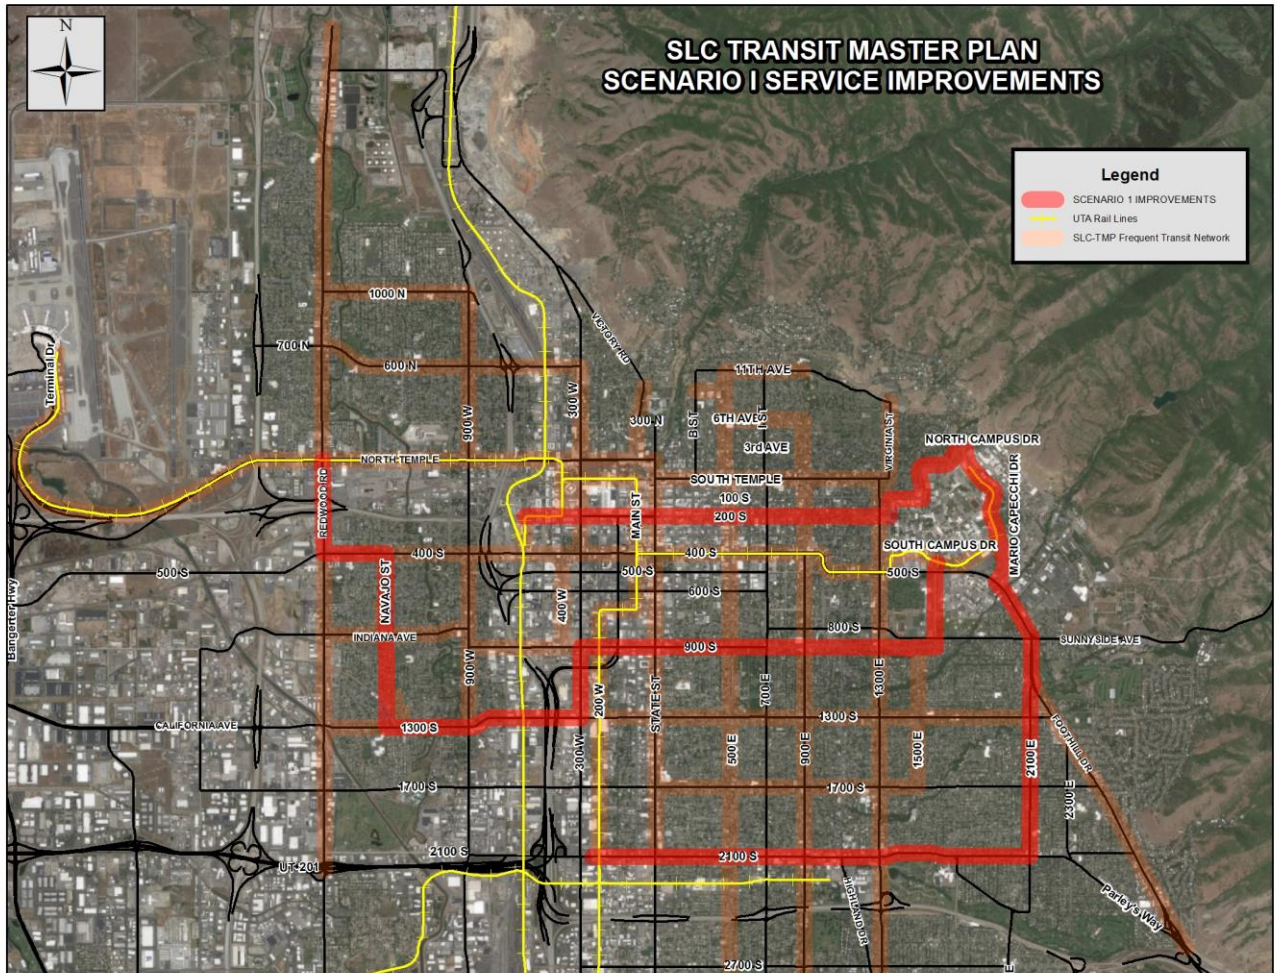 N
SLC TRANSIT MASTER PLAN
SCENARIO I SERVICE IMPROVEMENTS
Legend
SCENARIO 1 IMPROVEMENTS
UTA Rail Lines
SLC-TMP Frequent Transit Network
1000 N
VICTORY RD
700 N
600 N
Terminal Dr
11TH AVE
300 W
900 W
300 N
B ST
6TH AVE
I ST
VIRGINIA ST
3rd AVE
NORTH CAMPUS DR
NORTH TEMPLE
SOUTH TEMPLE
REDWOOD RD
MAIN ST
100 S
200 S
MARIO CAPECCHI DR
SOUTH CAMPUS DR
400 S
400 S
500 S
500 S
500 S
NAVAJO ST
600 S
Bangerter Hwy
400 W
INDIANA AVE
800 S
SUNNYSIDE AVE
900 S
900 W
1300 E
700 E
200 W
STATE ST
CALIFORNIA AVE
1300 S
1300 S
FOOTHILL DR
300 W
500 E
900 E
1500 E
2100 E
1700 S
1700 S
2300 E
2100 S
2100 S
UT-201
HIGHLAND DR
Parley's Way
2700 S
E